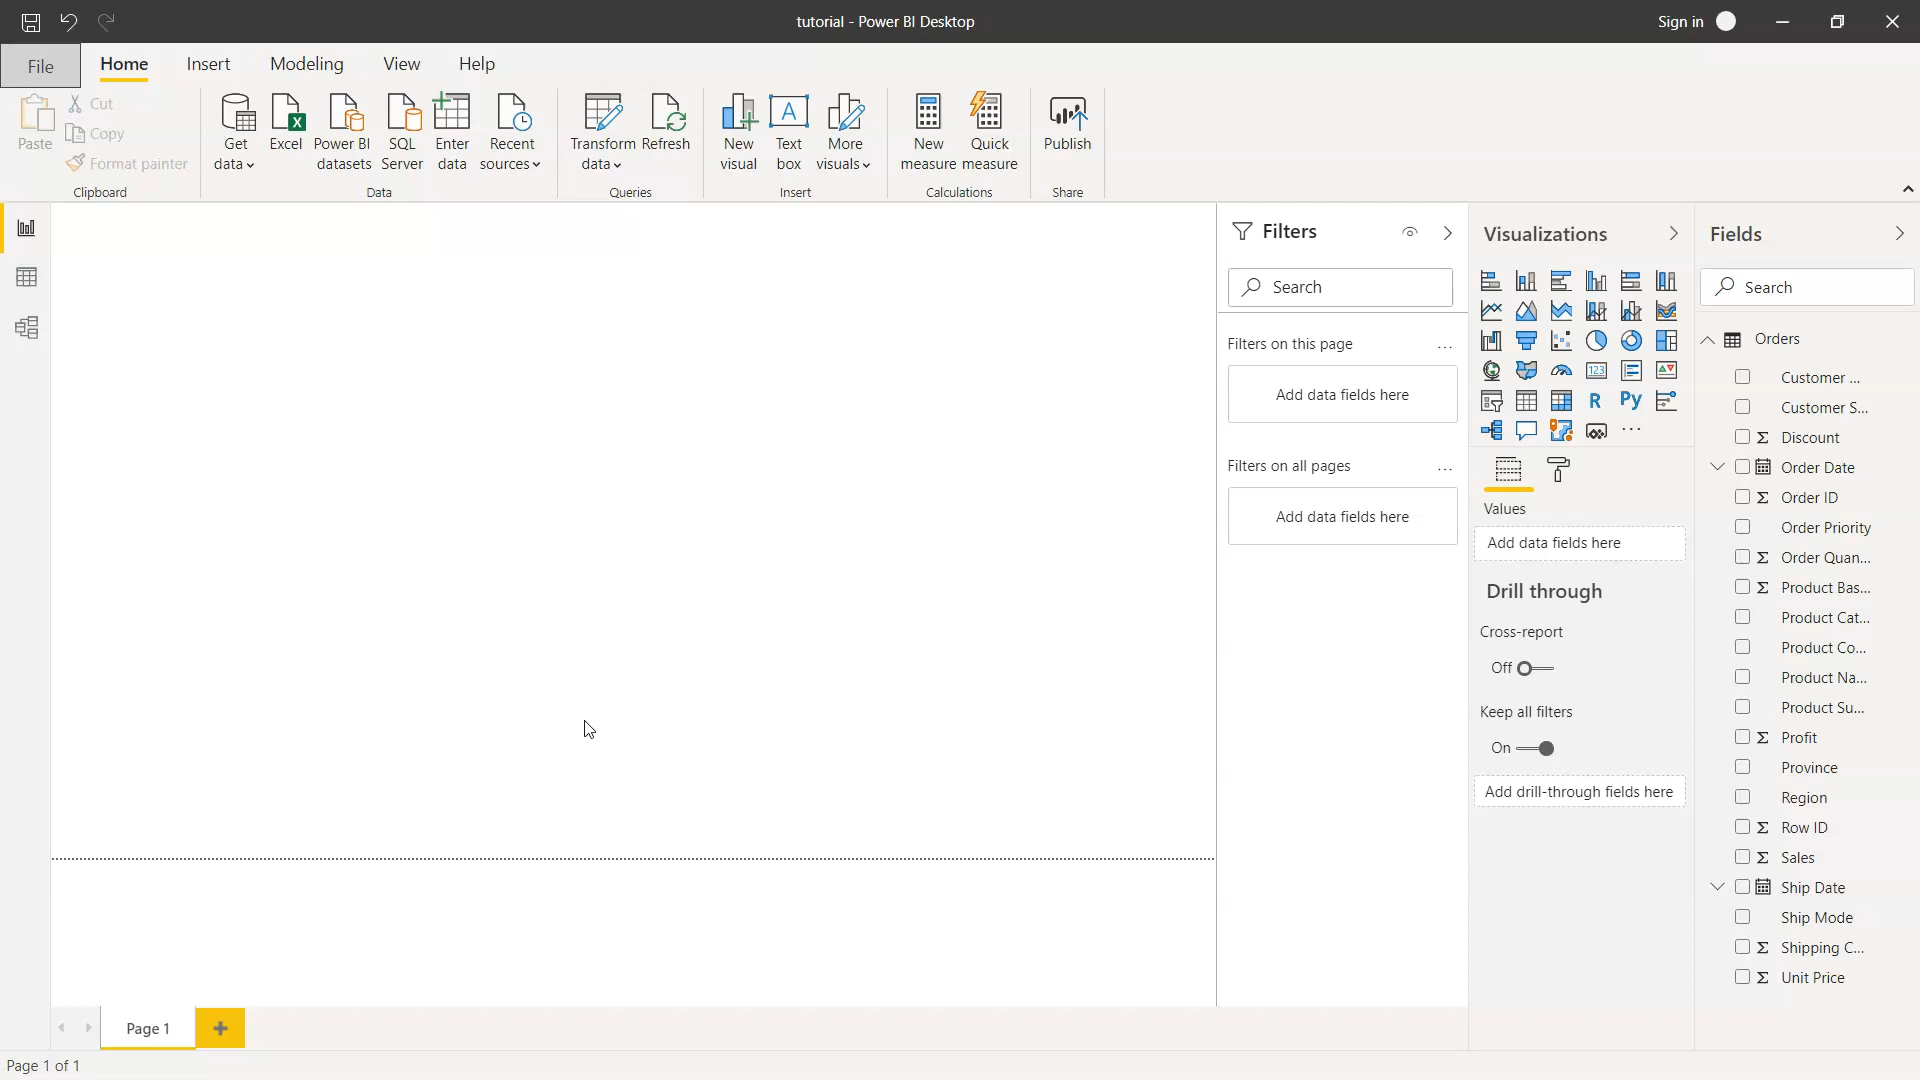 tutorial - Power BI Desktop
Sign in
File
Home
Insert
Modeling
View
Help
Paste
Cut
Copy
Format painter
Clipboard
Get
data
Excel
Power BI
datasets
SQL
Server
Enter
data
Recent
sources
Data
Transform
data
Refresh
Queries
New
visual
A
Text
box
More
visuals
Insert
New
measure
Quick
measure
Calculations
Publish
Share
Filters
Search
Filters on this page
...
Add data fields here
Filters on all pages
...
Add data fields here
Visualizations
123
R
Py
...
Values
Add data fields here
Drill through
Cross-report
Off
Keep all filters
On
Add drill-through fields here
Fields
Search
Orders
Customer ...
Customer S...
Σ Discount
Order Date
Σ Order ID
Order Priority
Σ Order Quan...
Σ Product Bas...
Product Cat...
Product Co...
Product Na...
Product Su...
Σ Profit
Province
Region
Σ Row ID
Σ Sales
Ship Date
Ship Mode
Σ Shipping C...
Σ Unit Price
Page 1
Page 1 of 1